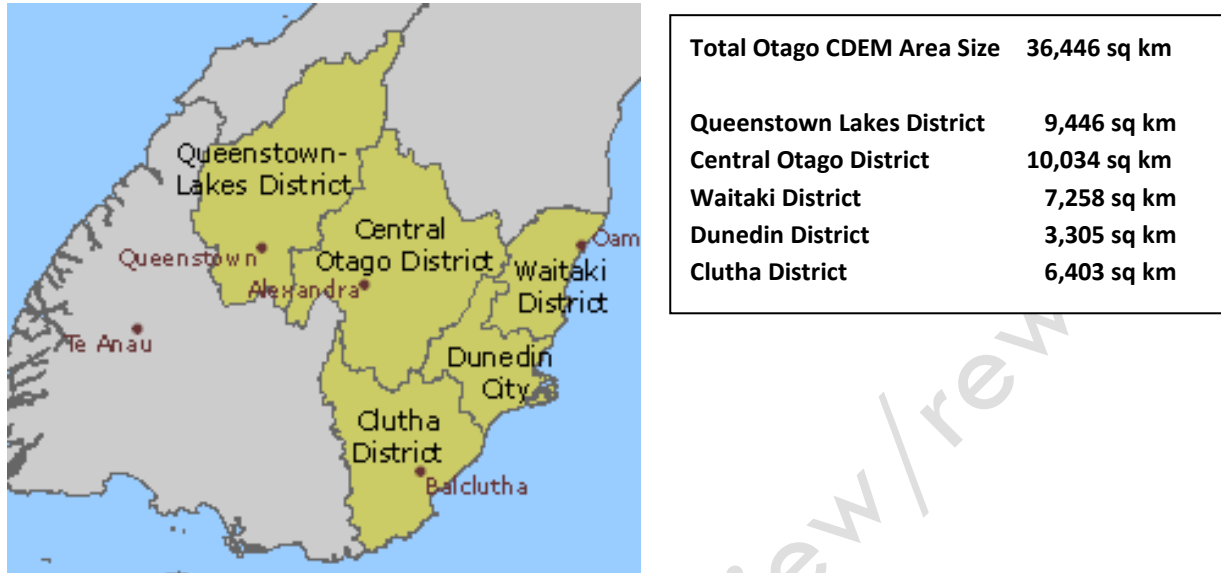 Queenstown-
Lakes District
Central
Otago District
Waitaki
District
Dunedin
City
Clutha
District
Queenstown
Alexandra
Te Anau
Oam
Balclutha
Total Otago CDEM Area Size 36,446 sq km
Queenstown Lakes District 9,446 sq km
Central Otago District 10,034 sq km
Waitaki District 7,258 sq km
Dunedin District 3,305 sq km
Clutha District 6,403 sq km
iew/rew